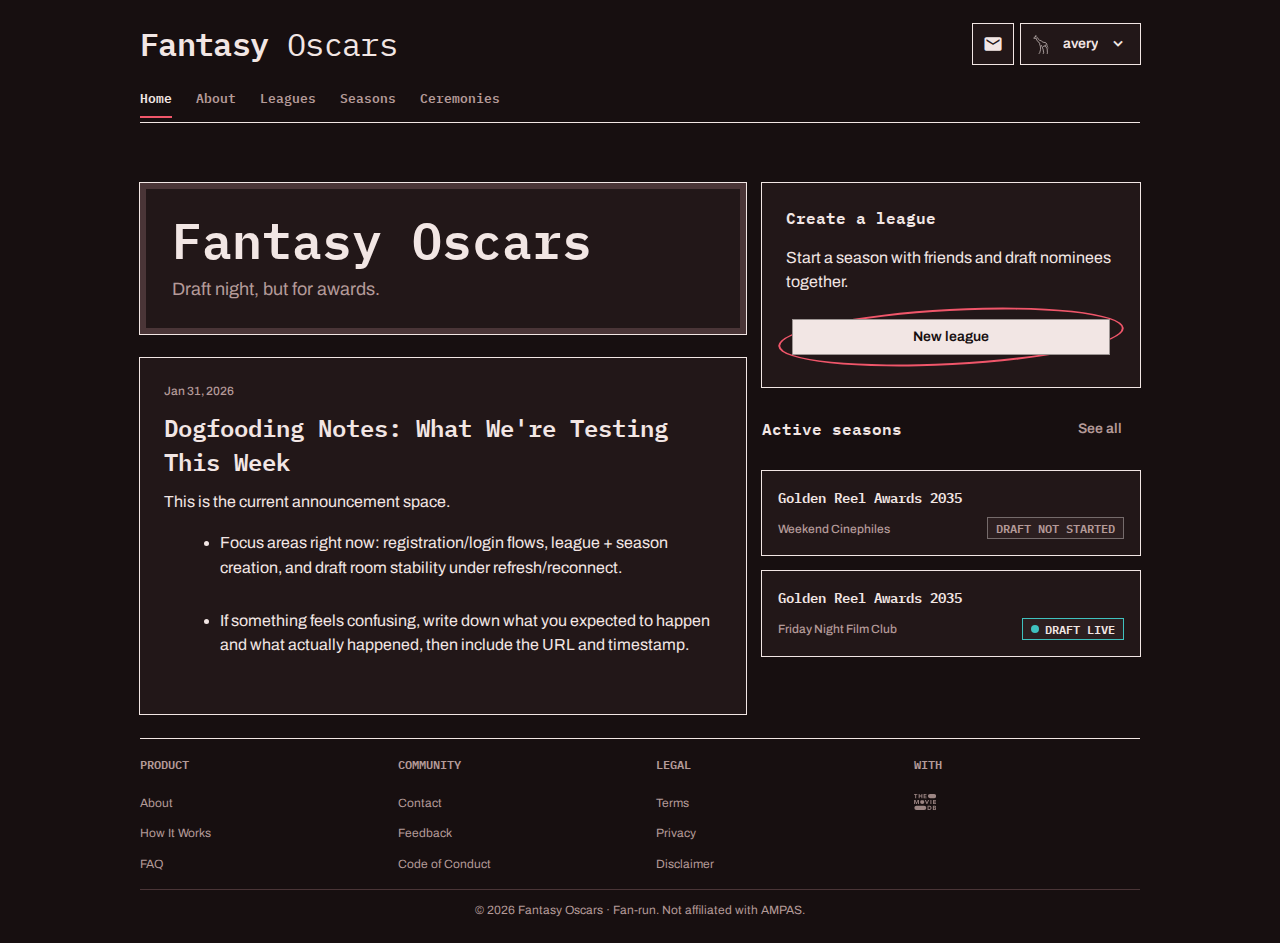 Fantasy Oscars
avery
Home About Leagues Seasons Ceremonies
Fantasy Oscars
Draft night, but for awards.
Jan 31, 2026
Dogfooding Notes: What We're Testing
This Week
This is the current announcement space.
Focus areas right now: registration/login flows, league + season
creation, and draft room stability under refresh/reconnect.
If something feels confusing, write down what you expected to happen
and what actually happened, then include the URL and timestamp.
Create a league
Start a season with friends and draft nominees
together.
New league
Active seasons
See all
Golden Reel Awards 2035
Weekend Cinephiles
DRAFT NOT STARTED
Golden Reel Awards 2035
Friday Night Film Club
DRAFT LIVE
PRODUCT
About
How It Works
FAQ
COMMUNITY
Contact
Feedback
Code of Conduct
LEGAL
Terms
Privacy
Disclaimer
WITH
THE
MOVIE
DB
© 2026 Fantasy Oscars · Fan-run. Not affiliated with AMPAS.